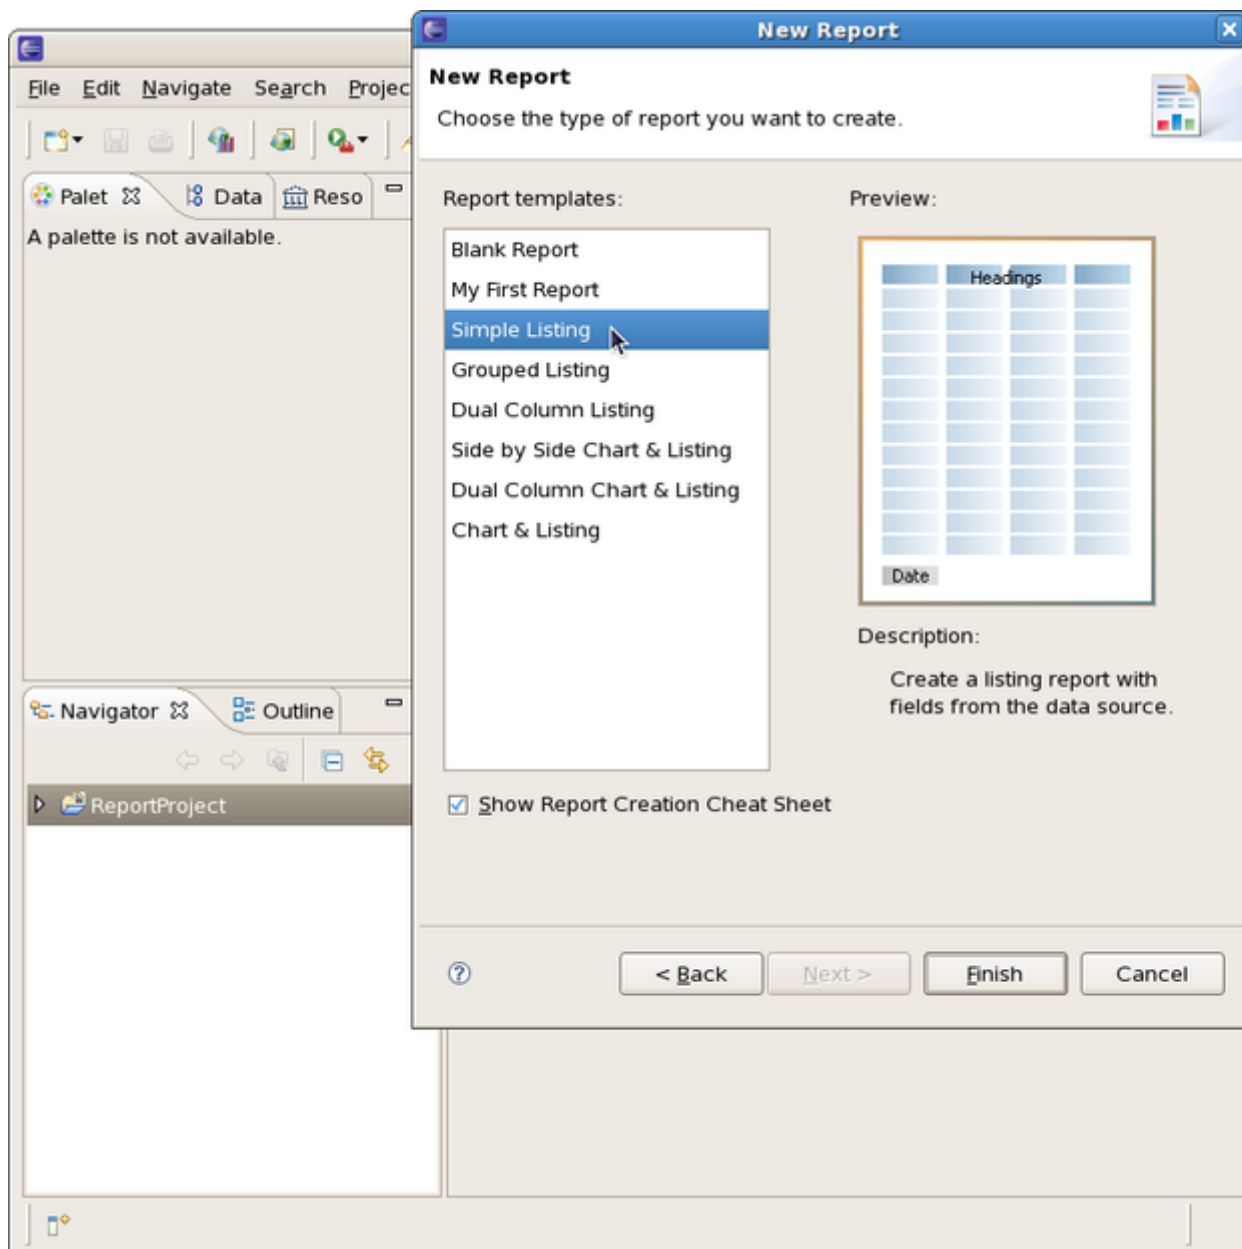 New Report
File Edit Navigate Search Projec
New Report
Choose the type of report you want to create.
Palet Data Reso
A palette is not available.
Report templates:
Blank Report
My First Report
Simple Listing
Grouped Listing
Dual Column Listing
Side by Side Chart & Listing
Dual Column Chart & Listing
Chart & Listing
Preview:
Headings
Date
Description:
Create a listing report with
fields from the data source.
Navigator Outline
ReportProject
Show Report Creation Cheat Sheet
< Back Next > Finish Cancel